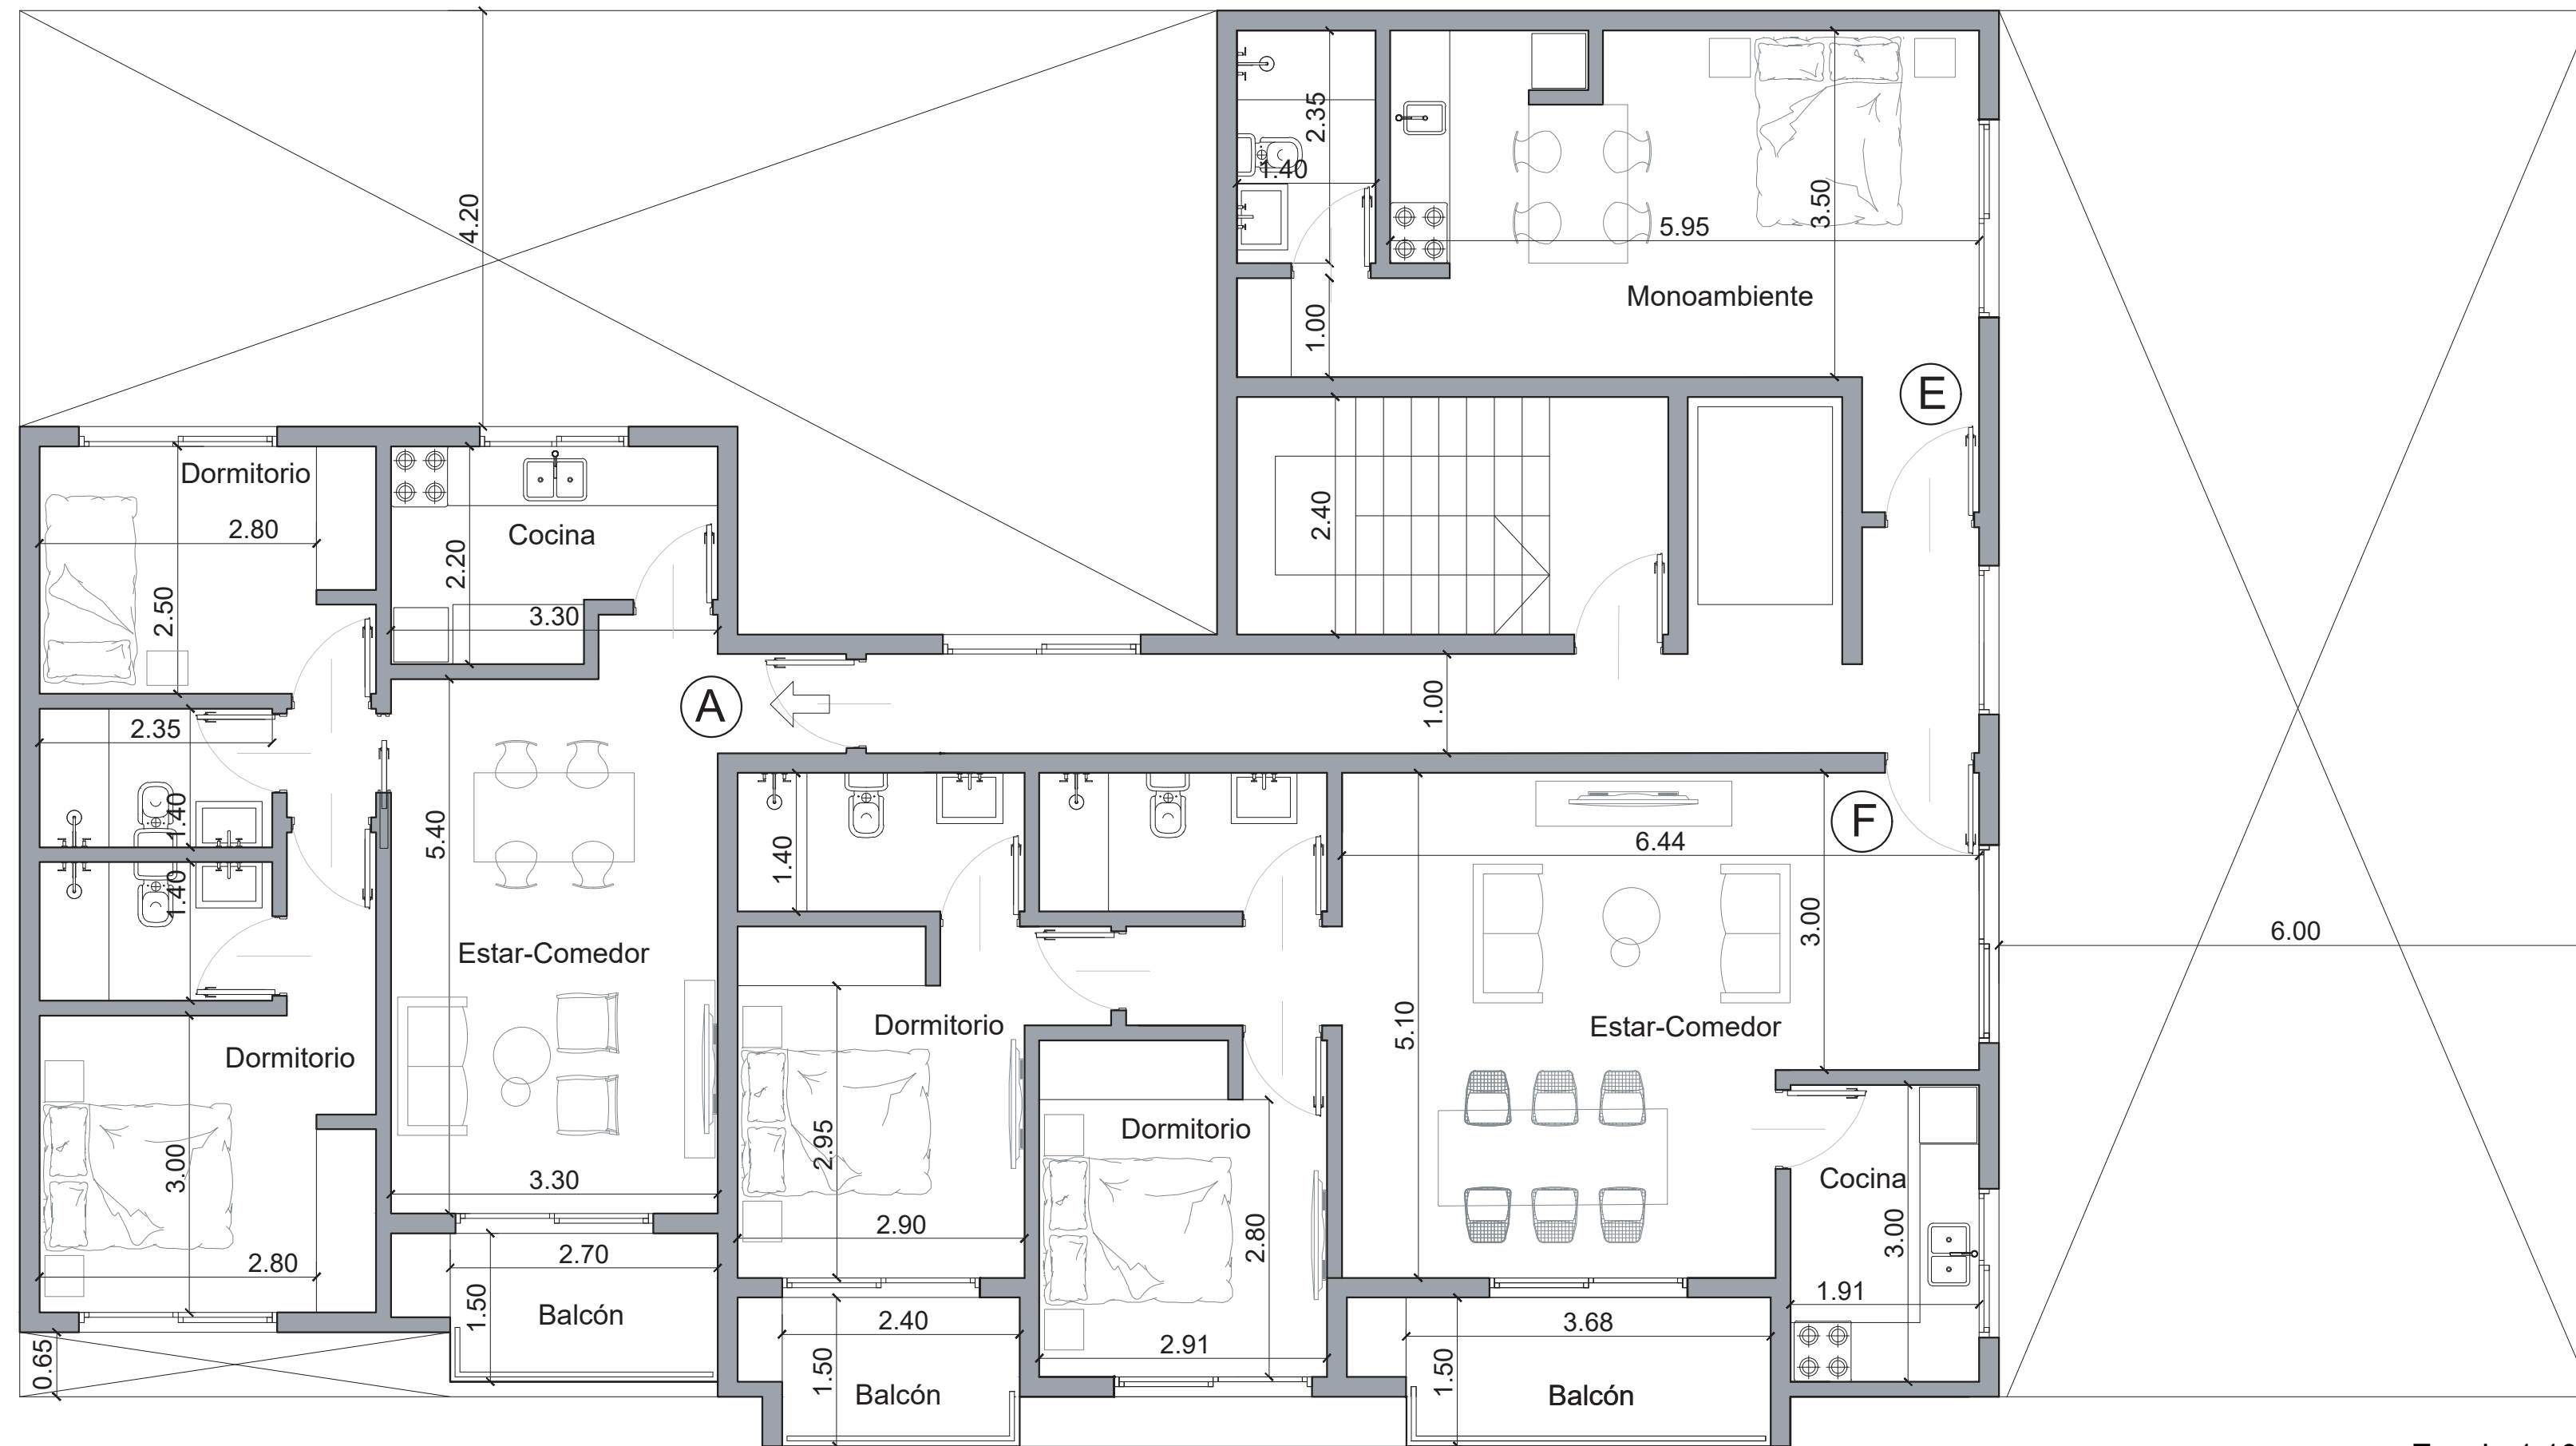 4.20
2.35
1.40
3.50
5.95
Monoambiente
1.00
E
Dormitorio
2.80
2.50
Cocina
2.20
3.30
2.40
A
1.00
2.35
1.40
1.40
5.40
1.40
6.44
F
3.00
6.00
Estar-Comedor
Dormitorio
5.10
Estar-Comedor
Dormitorio
Dormitorio
3.00
2.95
3.30
2.90
2.80
Cocina
3.00
2.80
2.70
1.50
Balcón
1.91
2.40
2.91
3.68
0.65
1.50
Balcón
1.50
Balcón